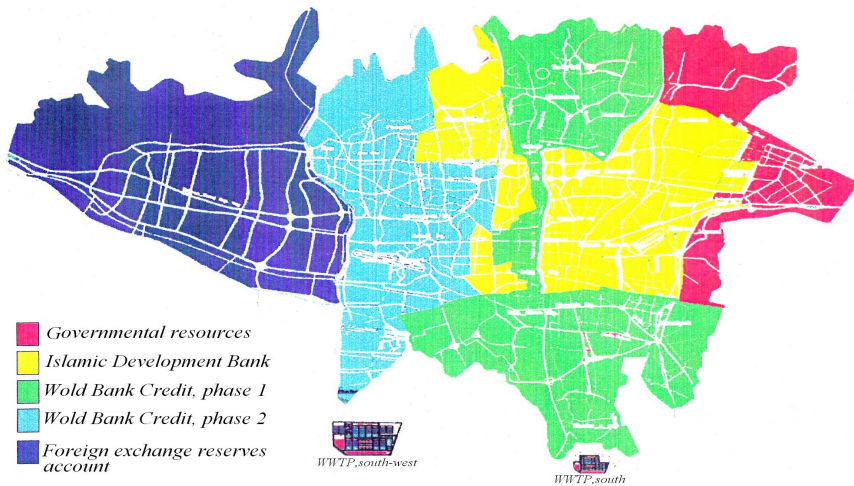 Governmental resources
Islamic Development Bank
Wold Bank Credit, phase 1
Wold Bank Credit, phase 2
Foreign exchange reserves
account
WWTP,south-west
WWTP,south